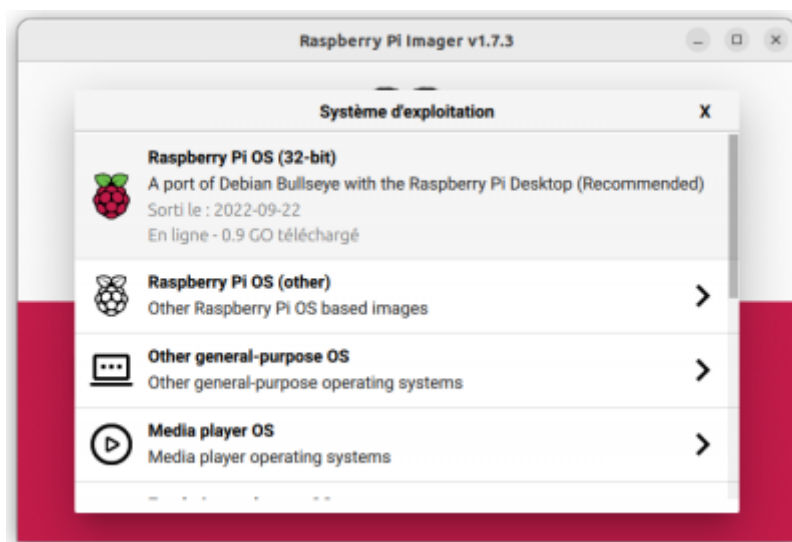 Raspberry Pi Imager v1.7.3
Système d'exploitation X
Raspberry Pi OS (32-bit)
A port of Debian Bullseye with the Raspberry Pi Desktop (Recommended)
Sorti le : 2022-09-22
En ligne - 0.9 GO téléchargé
Raspberry Pi OS (other)
Other Raspberry Pi OS based images
Other general-purpose OS
Other general-purpose operating systems
Media player OS
Media player operating systems